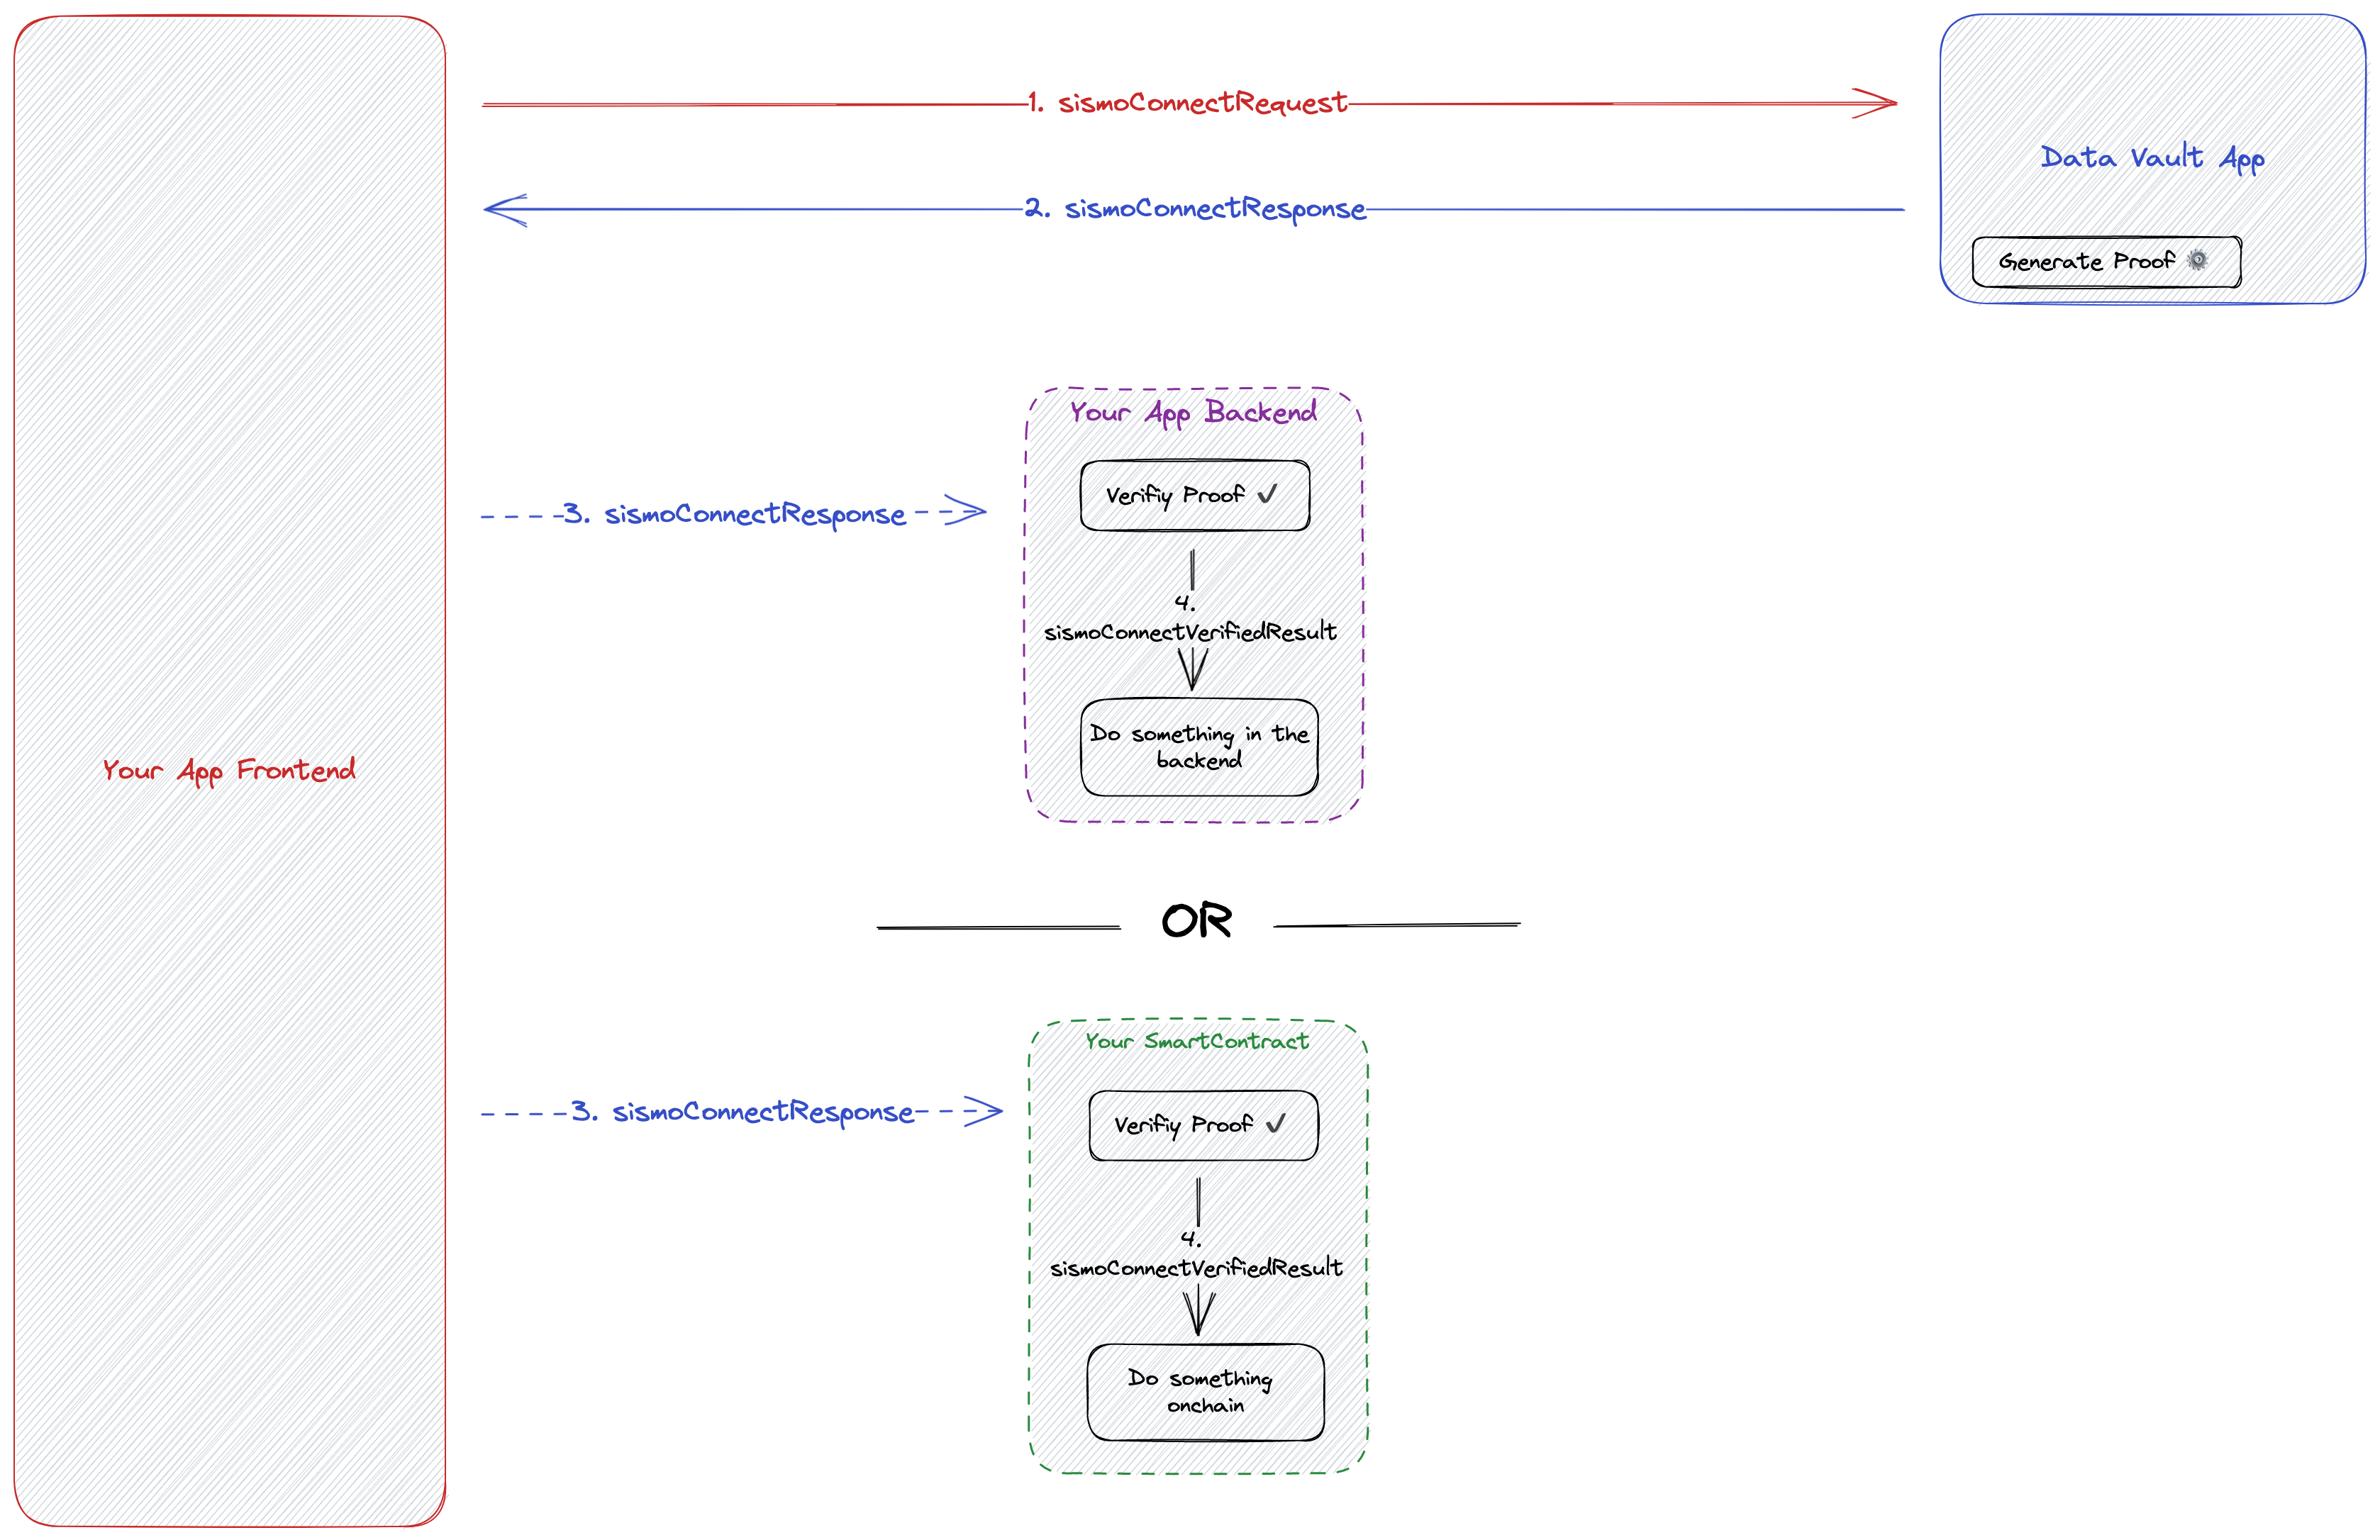 1. sismoConnectRequest
Data Vault App
2. sismoConnectResponse
Generate Proof
Your App Backend
Verifiy Proof ✓
3. sismoConnectResponse
4.
sismoConnectVerifiedResult
Do something in the
backend
Your App Frontend
OR
Your SmartContract
3. sismoConnectResponse
Verifiy Proof ✓
4.
sismoConnectVerifiedResult
Do something
onchain